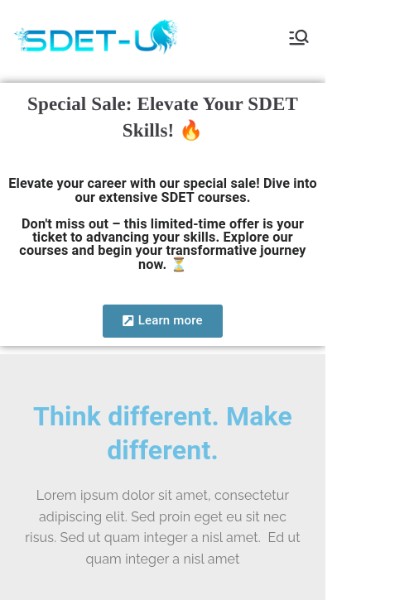 SDET-U
Special Sale: Elevate Your SDET
Skills! 🔥
Elevate your career with our special sale! Dive into
our extensive SDET courses.
Don't miss out – this limited-time offer is your
ticket to advancing your skills. Explore our
courses and begin your transformative journey
now. ⏳
Learn more
Think different. Make
different.
Lorem ipsum dolor sit amet, consectetur
adipiscing elit. Sed proin eget eu sit nec
risus. Sed ut quam integer a nisl amet. Ed ut
quam integer a nisl amet